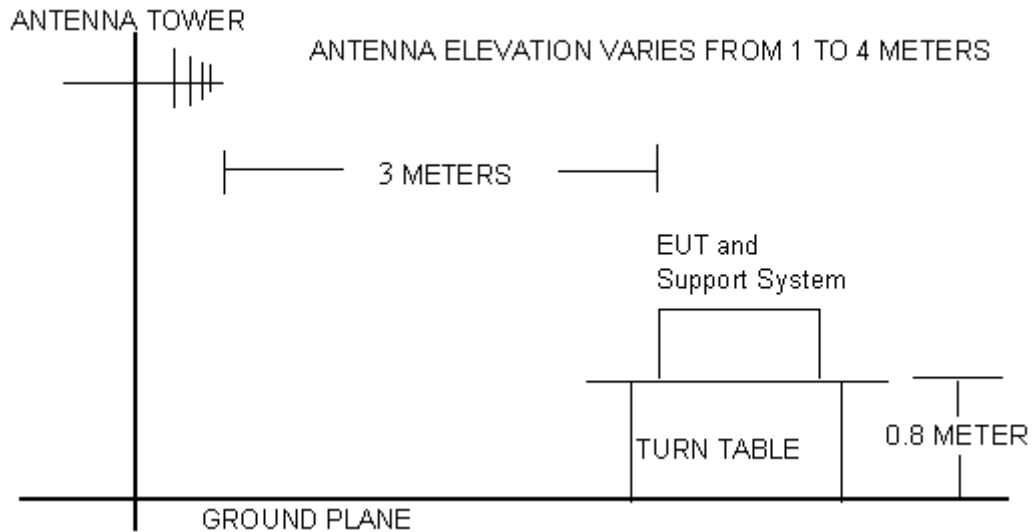 ANTENNA TOWER
ANTENNA ELEVATION VARIES FROM 1 TO 4 METERS
3 METERS
EUT and
Support System
0.8 METER
TURN TABLE
GROUND PLANE